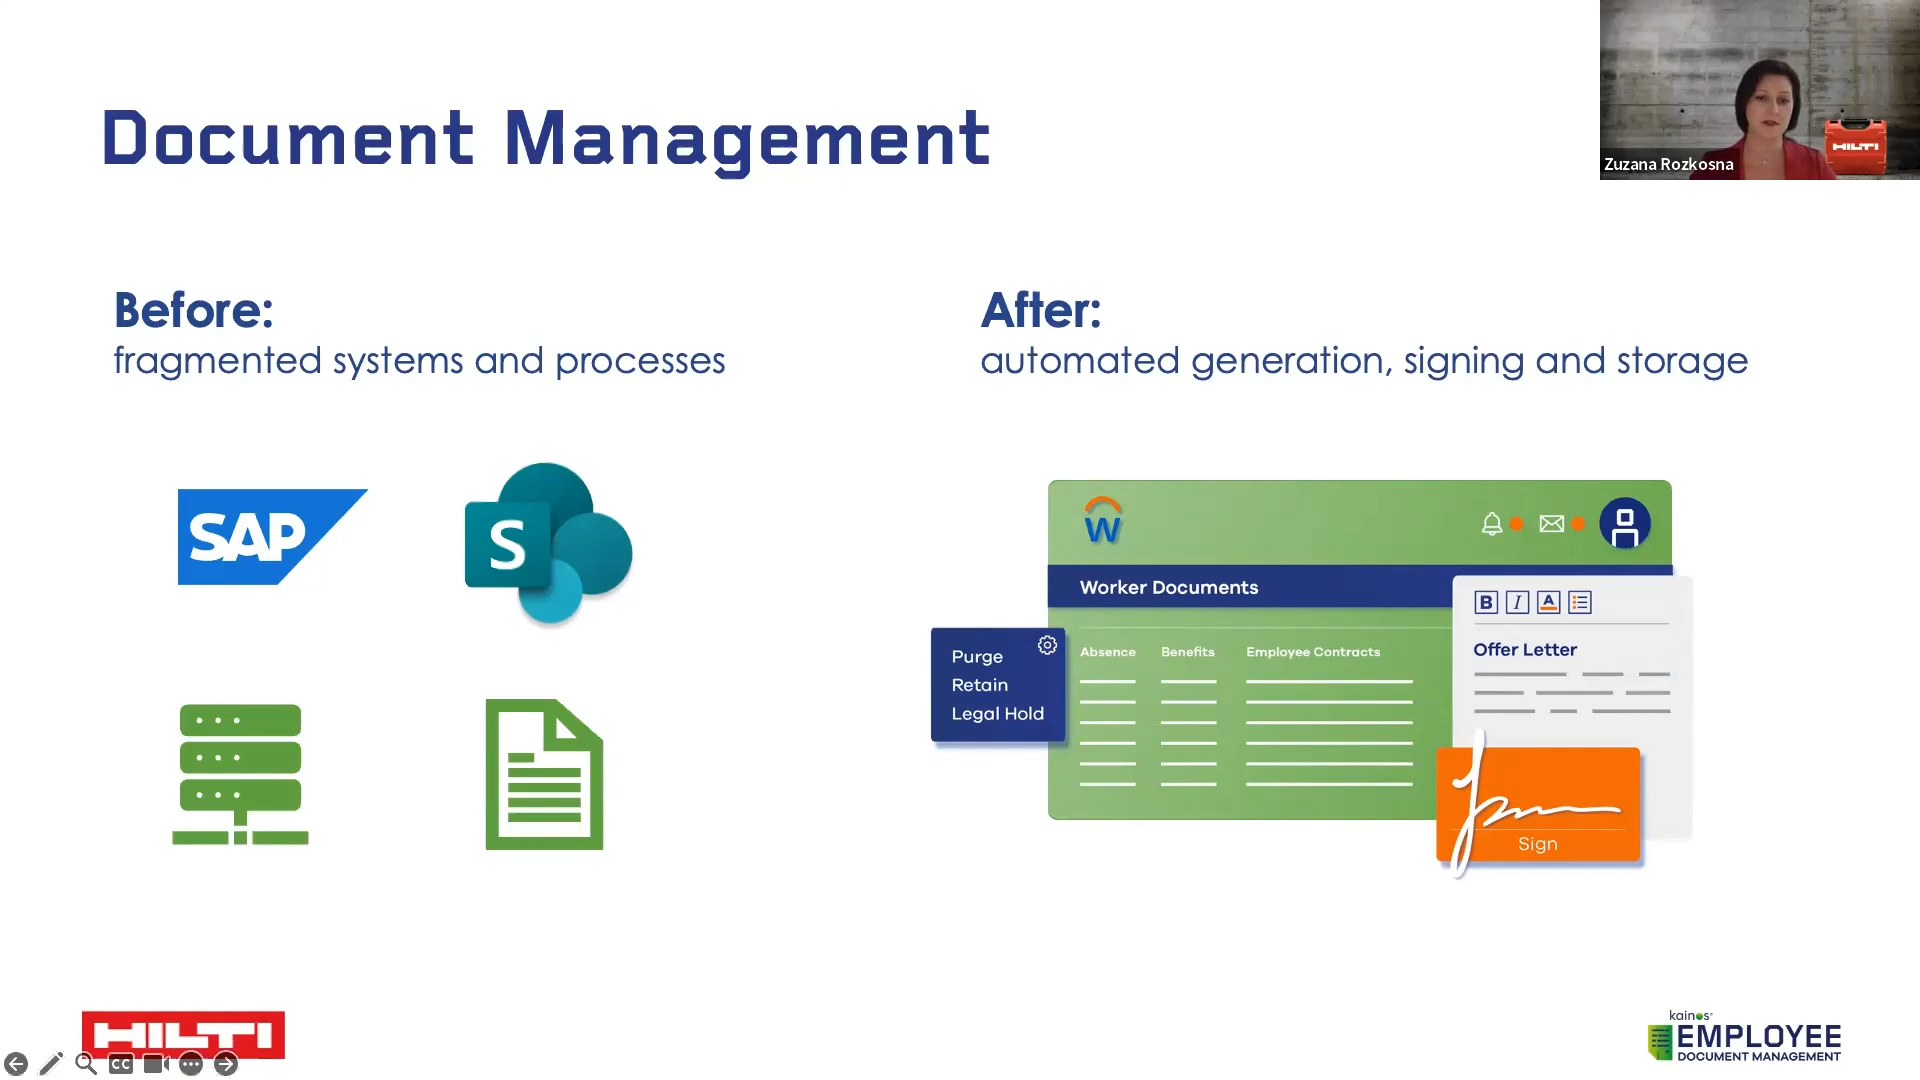 Document Management
HILTI
Zuzana Rozkosna
Before:
fragmented systems and processes
After:
automated generation, signing and storage
SAP
S
W
Worker Documents
B I A
Purge
Retain
Legal Hold
Absence Benefits Employee Contracts
Offer Letter
Sign
HILTI
CC
kainos
EMPLOYEE
DOCUMENT MANAGEMENT